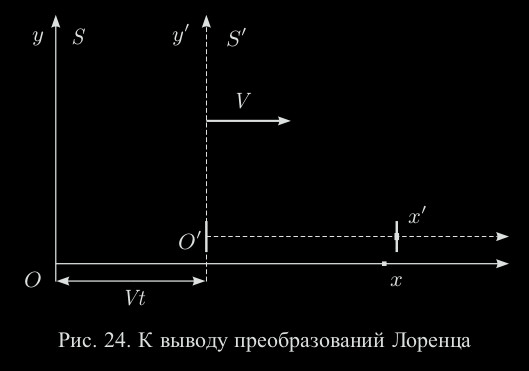 y S y′ S′
V
x′
O′
O x
Vt
Рис. 24. К выводу преобразований Лоренца